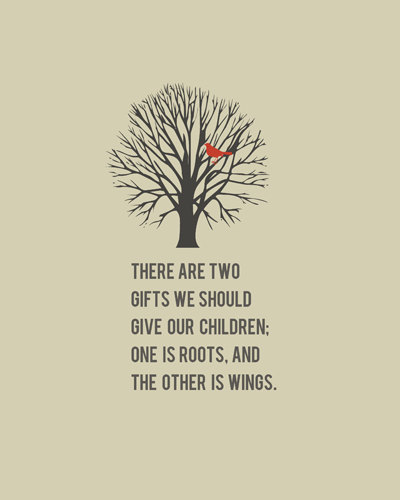 THERE ARE TWO
GIFTS WE SHOULD
GIVE OUR CHILDREN;
ONE IS ROOTS, AND
THE OTHER IS WINGS.